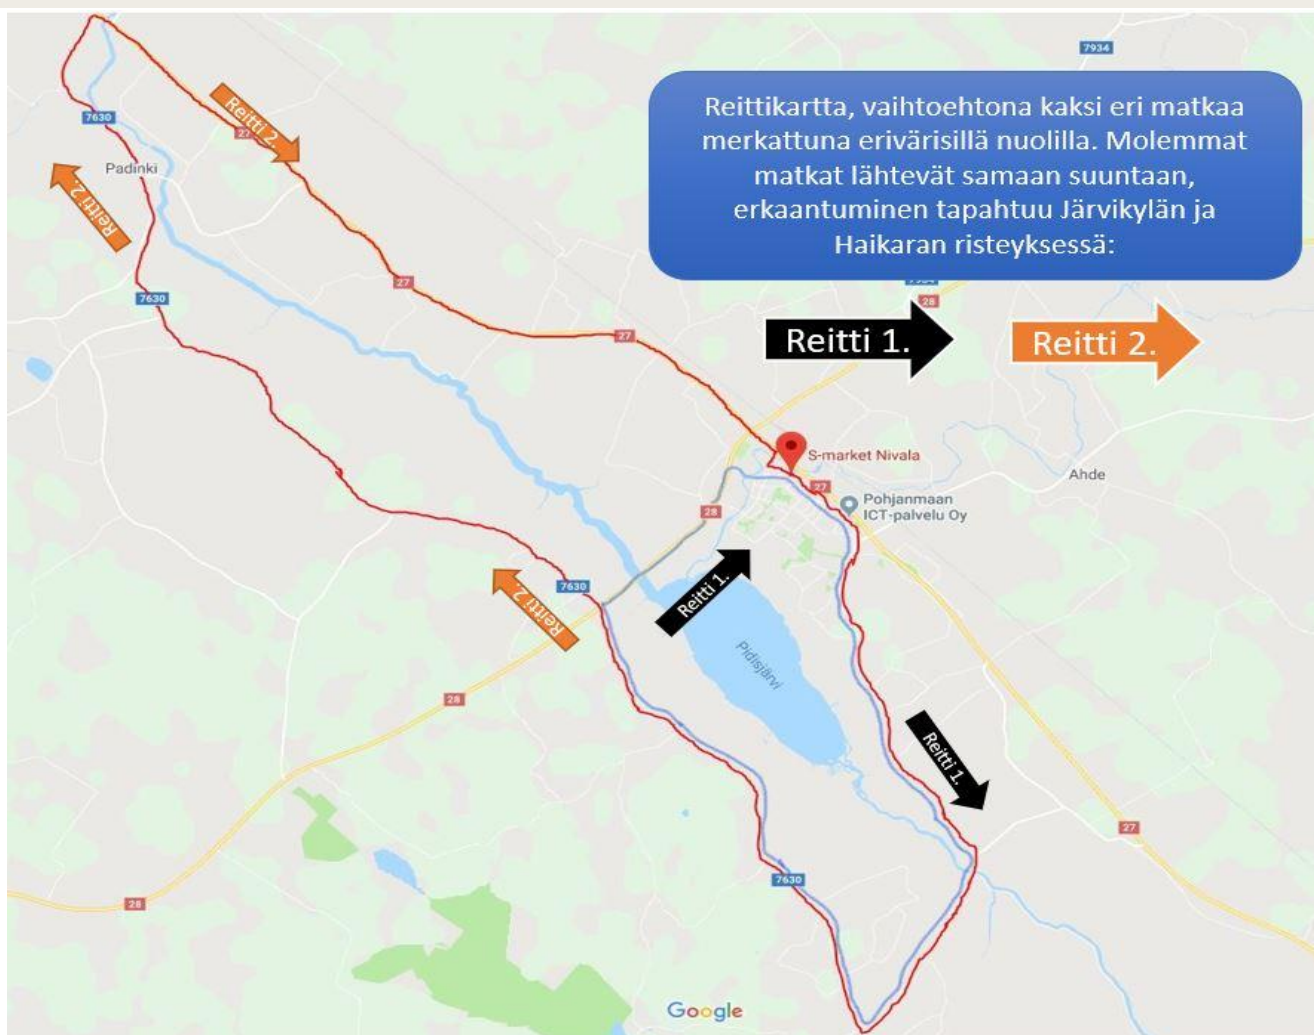 7934
Reittikartta, vaihtoehtona kaksi eri matkaa
merkattuna erivärisillä nuolilla. Molemmat
matkat lähtevät samaan suuntaan,
erkaantuminen tapahtuu Järvikylän ja
Haikaran risteyksessä:
7630
Reitti 2.
27
Padinki
Reitti 2.
27
7630
7934
28
27
Reitti 1.
Reitti 2.
S-market Nivala
27
Ahde
Pohjanmaan
ICT-palvelu Oy
28
7630
Reitti 2.
Reitti 1.
Pidisjärvi
28
Reitti 1.
27
7630
28
Google